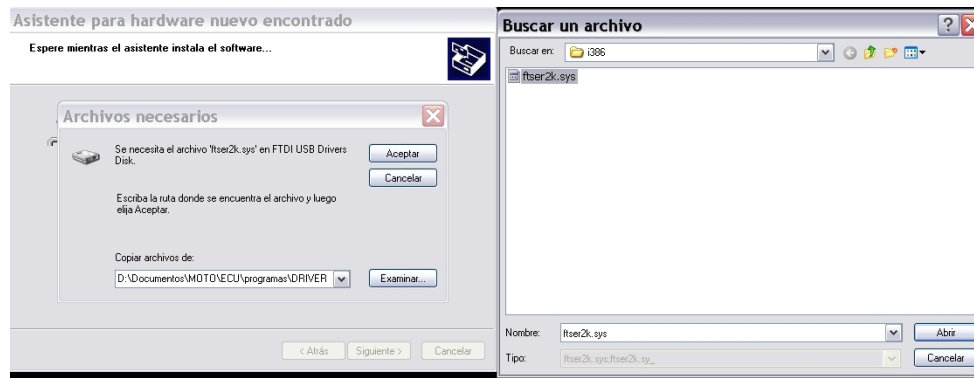 Asistente para hardware nuevo encontrado
Espere mientras el asistente instala el software...
Archivos necesarios
Se necesita el archivo 'ftser2k.sys' en FTDI USB Drivers
Disk.
Aceptar
Cancelar
Escriba la ruta donde se encuentra el archivo y luego
elija Aceptar.
Copiar archivos de:
D:\Documentos\MOTO\ECU\programas\DRIVER
Examinar...
< Atrás
Siguiente >
Cancelar
Buscar un archivo
Buscar en:
i386
ftser2k.sys
Nombre:
ftser2k.sys
Abrir
Tipo:
ftser2k.sys;ftser2k.sy_
Cancelar